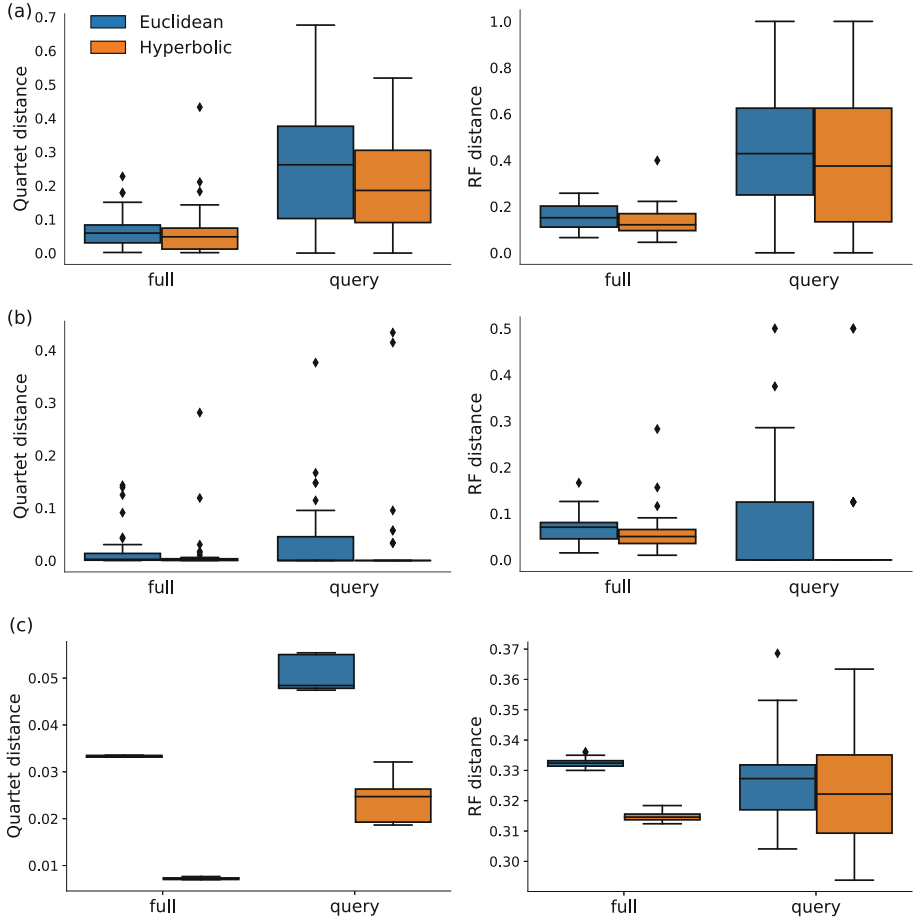 (a)
Euclidean
Hyperbolic
Quartet distance
0.7
0.6
0.5
0.4
0.3
0.2
0.1
0.0
full
query
RF distance
1.0
0.8
0.6
0.4
0.2
0.0
full
query
(b)
Quartet distance
0.4
0.3
0.2
0.1
0.0
full
query
RF distance
0.5
0.4
0.3
0.2
0.1
0.0
full
query
(c)
Quartet distance
0.05
0.04
0.03
0.02
0.01
full
query
RF distance
0.37
0.36
0.35
0.34
0.33
0.32
0.31
0.30
full
query